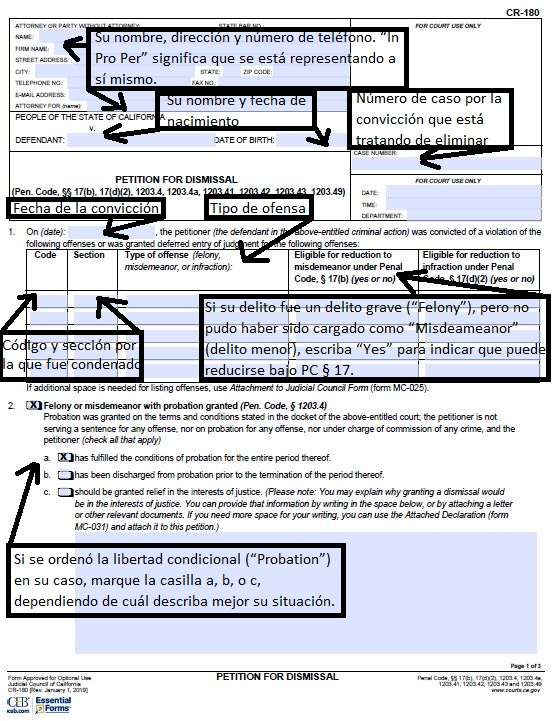 CR-180
ATTORNEY OR PARTY WITHOUT ATTORNEY:
STATE BAR NO.:
FOR COURT USE ONLY
NAME:
FIRM NAME:
STREET ADDRESS:
CITY:
STATE:
ZIP CODE:
TELEPHONE NO.:
FAX NO.:
E-MAIL ADDRESS:
ATTORNEY FOR (name):
Su nombre, dirección y número de teléfono. “In
Pro Per” significa que se está representando a
sí mismo.
PEOPLE OF THE STATE OF CALIFORNIA
v.
DEFENDANT:
DATE OF BIRTH:
Su nombre y fecha de
nacimiento
Número de caso por la
convicción que está
tratando de eliminar
CASE NUMBER:
PETITION FOR DISMISSAL
(Pen. Code, §§ 17(b), 17(d)(2), 1203.4, 1203.4a, 1203.41, 1203.42, 1203.43, 1203.49)
FOR COURT USE ONLY
DATE:
TIME:
DEPARTMENT:
Fecha de la convicción
Tipo de ofensa
1. On (date): , the petitioner (the defendant in the above-entitled criminal action) was convicted of a violation of the
following offenses or was granted deferred entry of judgment for the following offenses:
Code
Section
Type of offense (felony,
misdemeanor, or infraction):
Eligible for reduction to
misdemeanor under Penal
Code, § 17(b) (yes or no)
Eligible for reduction to
infraction under Penal
Code, § 17(d)(2) (yes or no)
Código y sección por
la que fue condenado
Si su delito fue un delito grave (“Felony”), pero no
pudo haber sido cargado como “Misdeameanor”
(delito menor), escriba “Yes” para indicar que puede
reducirse bajo PC § 17.
If additional space is needed for listing offenses, use Attachment to Judicial Council Form (form MC-025).
2. X Felony or misdemeanor with probation granted (Pen. Code, § 1203.4)
Probation was granted on the terms and conditions stated in the docket of the above-entitled court; the petitioner is not
serving a sentence for any offense, nor on probation for any offense, nor under charge of commission of any crime, and the
petitioner (check all that apply)
a. X has fulfilled the conditions of probation for the entire period thereof.
b. has been discharged from probation prior to the termination of the period thereof.
c. should be granted relief in the interests of justice. (Please note: You may explain why granting a dismissal would
be in the interests of justice. You can provide that information by writing in the space below, or by attaching a letter
or other relevant documents. If you need more space for your writing, you can use the Attached Declaration (form
MC-031) and attach it to this petition.)
Si se ordenó la libertad condicional (“Probation”)
en su caso, marque la casilla a, b, o c,
dependiendo de cuál describa mejor su situación.
Page 1 of 3
Form Approved for Optional Use
Judicial Council of California
CR-180 [Rev. January 1, 2019]
PETITION FOR DISMISSAL
Penal Code, §§ 17(b), 17(d)(2), 1203.4, 1203.4a,
1203.41, 1203.42, 1203.43 and 1203.49
www.courts.ca.gov
CEB
ceb.com
Essential
Forms